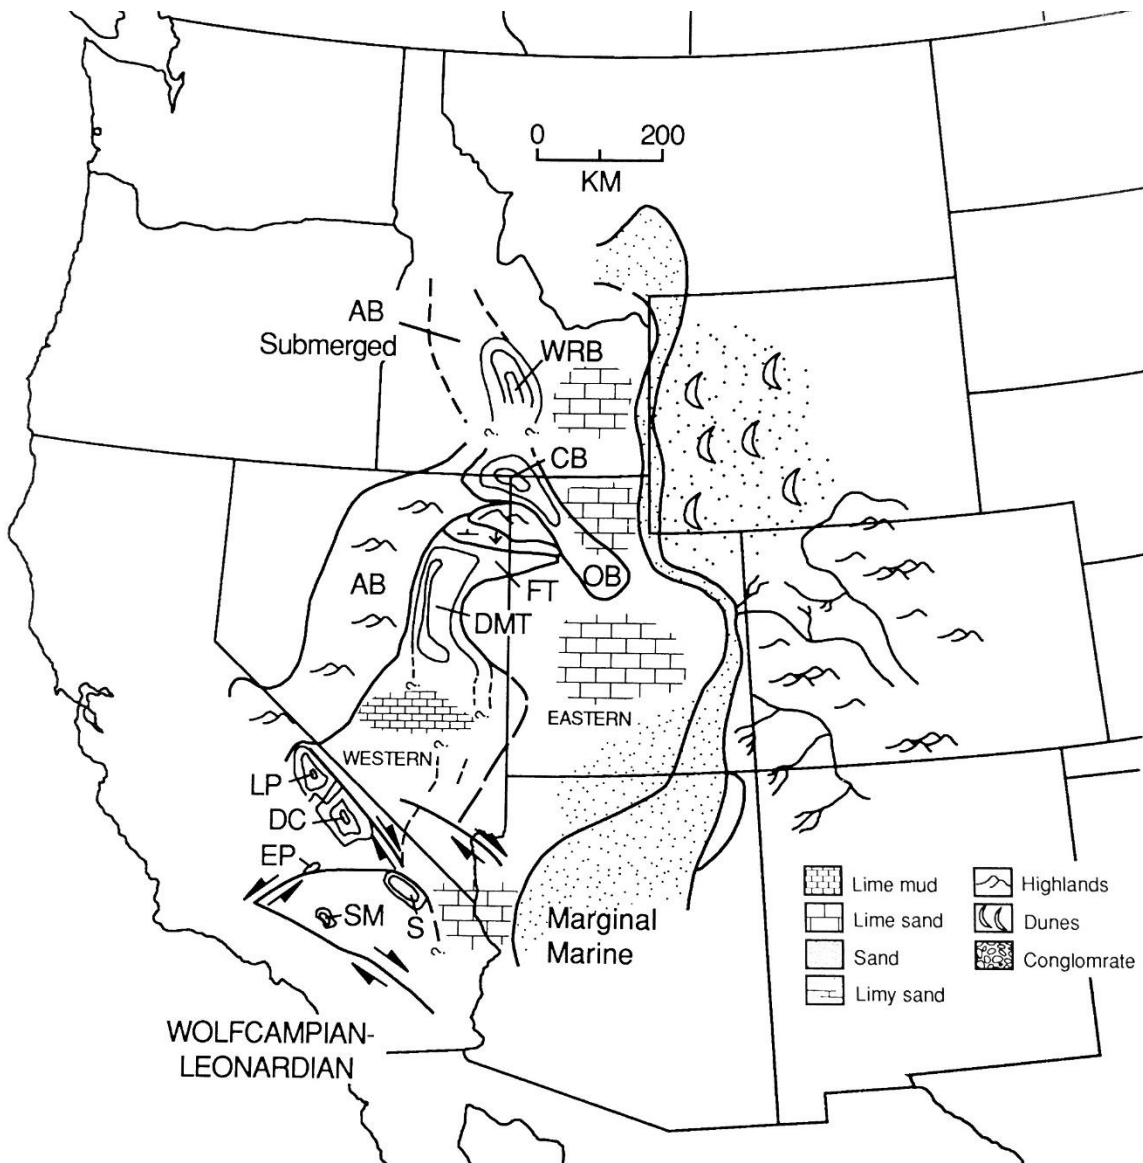 0 200
KM
AB
Submerged
WRB
?
?
CB
AB
OB
FT
DMT
?
?
EASTERN
WESTERN
?
LP
DC
EP
SM
S
?
Marginal
Marine
Lime mud
Highlands
Lime sand
Dunes
Sand
Conglomrate
Limy sand
WOLFCAMPIAN-
LEONARDIAN